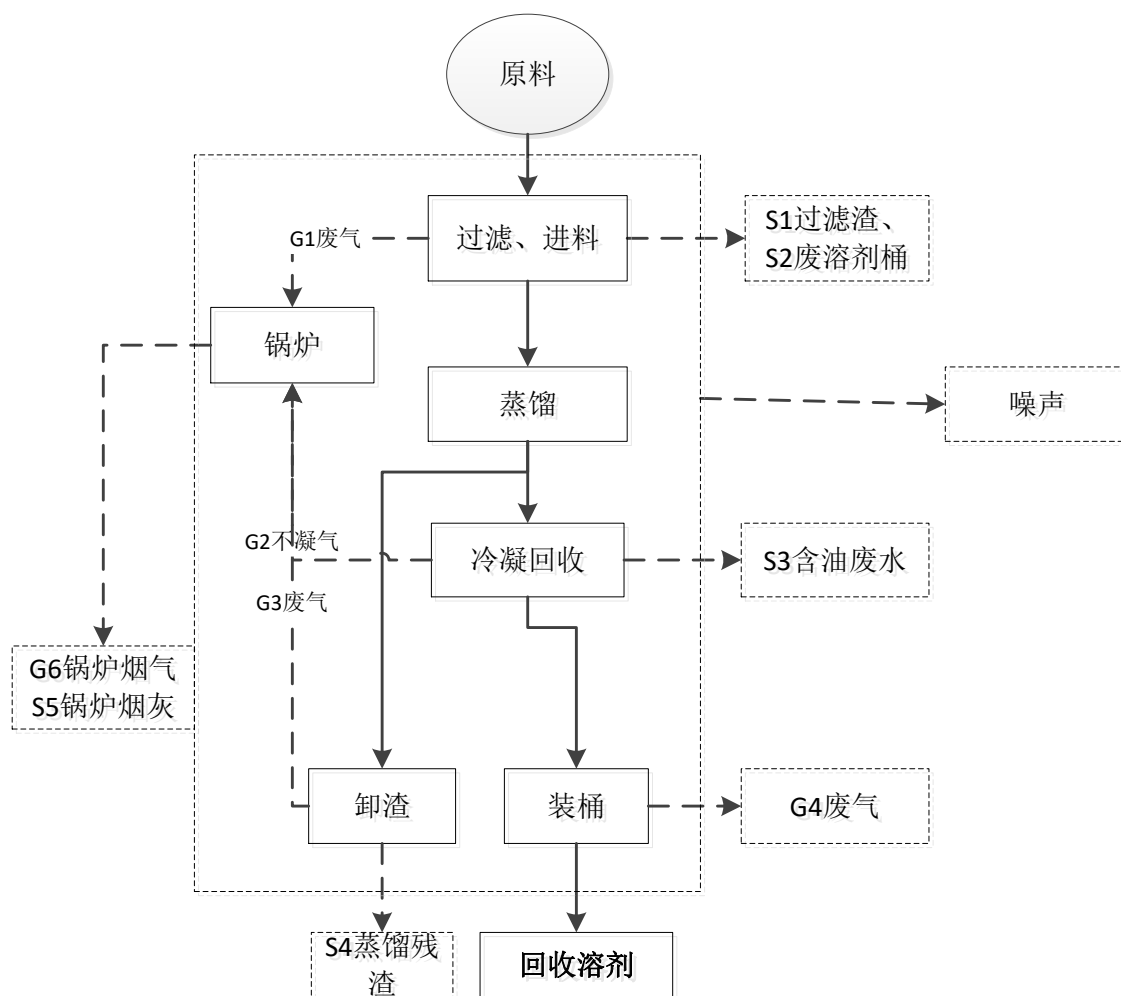 原料
过滤、进料
S1过滤渣、
S2废溶剂桶
G1废气
锅炉
蒸馏
噪声
G2不凝气
冷凝回收
S3含油废水
G3废气
G6锅炉烟气
S5锅炉烟灰
卸渣
装桶
G4废气
S4蒸馏残
渣
回收溶剂